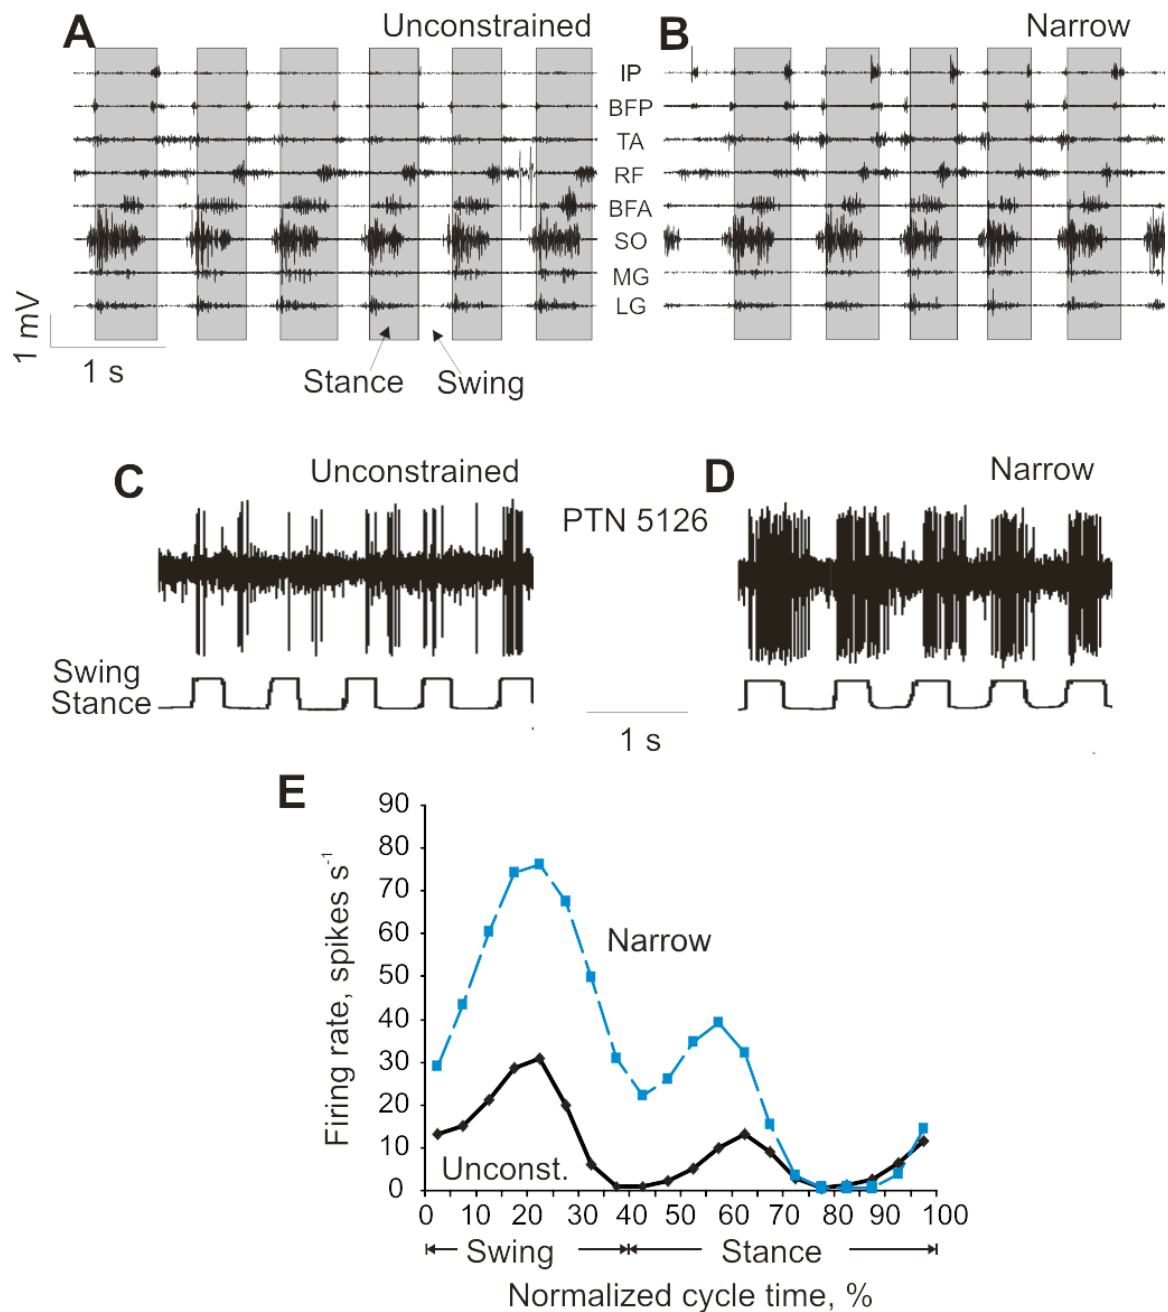 A
Unconstrained
B
Narrow
IP
BFP
TA
RF
BFA
SO
MG
LG
1 mV
1 s
Stance
Swing
C
Unconstrained
D
Narrow
PTN 5126
Swing
Stance
1 s
E
90
80
70
60
50
40
30
20
10
0
Firing rate, spikes s⁻¹
Narrow
Unconst.
0 10 20 30 40 50 60 70 80 90 100
Swing Stance
Normalized cycle time, %